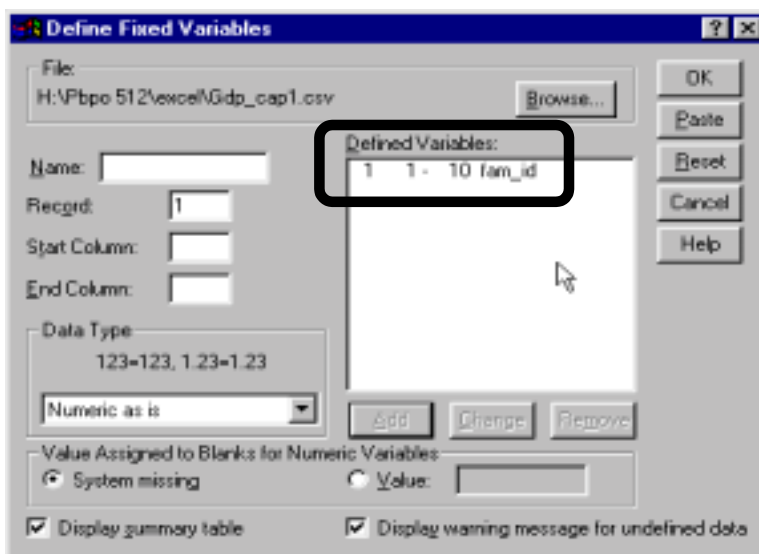 Define Fixed Variables
File:
H:\Pbpo 512\excel\Gdp_cap1.csv
Browse...
OK
Paste
Reset
Cancel
Help
Name:
Record: 1
Start Column:
End Column:
Defined Variables:
1 1 - 10 fam_id
Data Type
123=123, 1.23=1.23
Numeric as is
Add
Change
Remove
Value Assigned to Blanks for Numeric Variables
System missing
Value:
Display summary table
Display warning message for undefined data